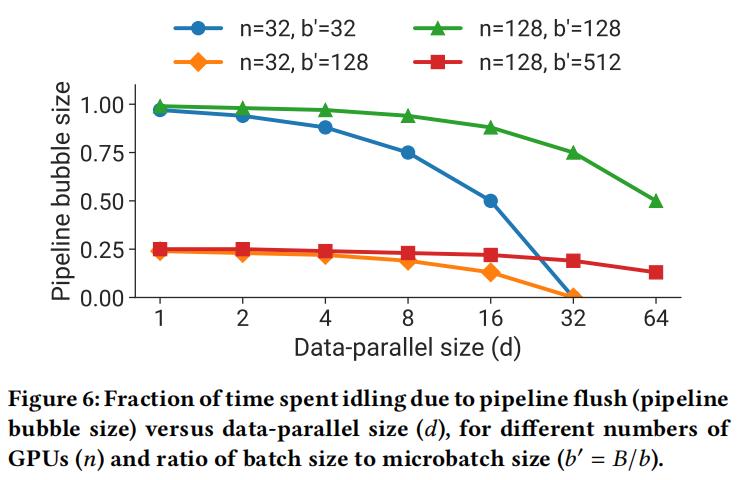 n=32, b'=32
n=128, b'=128
n=32, b'=128
n=128, b'=512
Pipeline bubble size
1.00
0.75
0.50
0.25
0.00
1 2 4 8 16 32 64
Data-parallel size (d)
Figure 6: Fraction of time spent idling due to pipeline flush (pipeline
bubble size) versus data-parallel size (d), for different numbers of
GPUs (n) and ratio of batch size to microbatch size (b′ = B/b).